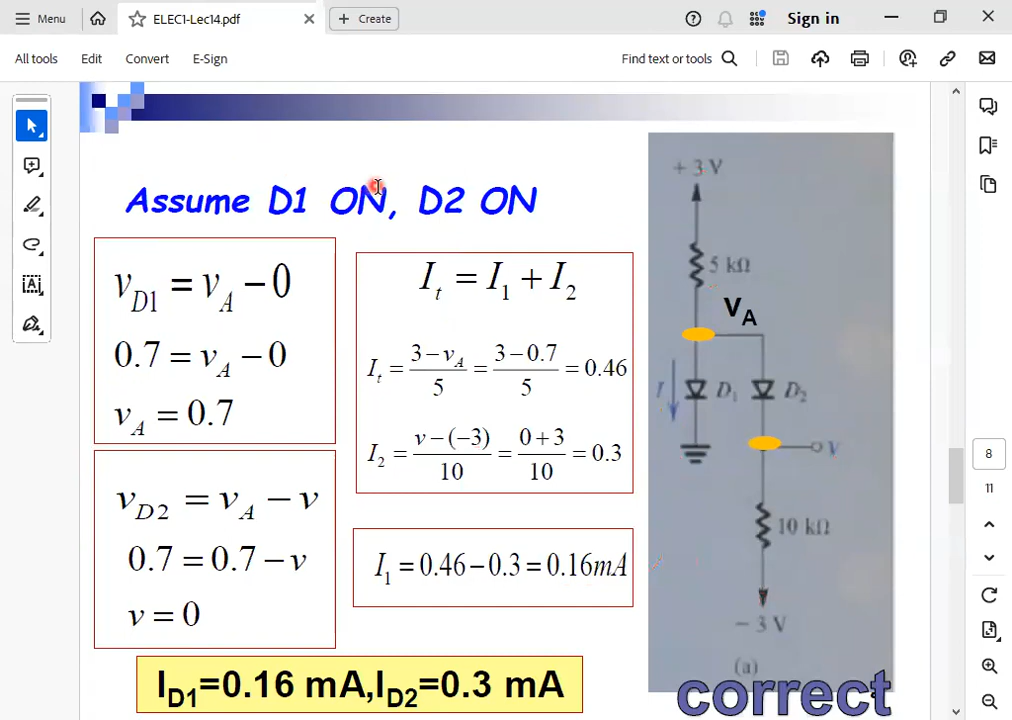 Menu
ELEC1-Lec14.pdf
Create
Sign in
All tools
Edit
Convert
E-Sign
Find text or tools
Assume D1 ON, D2 ON
v_D1 = v_A − 0
0.7 = v_A − 0
v_A = 0.7
v_D2 = v_A − v
0.7 = 0.7 − v
v = 0
I_t = I_1 + I_2
I_t = (3 − v_A)/5 = (3 − 0.7)/5 = 0.46
I_2 = (v − (−3))/10 = (0 + 3)/10 = 0.3
I_1 = 0.46 − 0.3 = 0.16mA
I_D1=0.16 mA,I_D2=0.3 mA
+ 3 V
5 kΩ
V_A
I
D₁
D₂
V
10 kΩ
− 3 V
(a)
correct
8
11